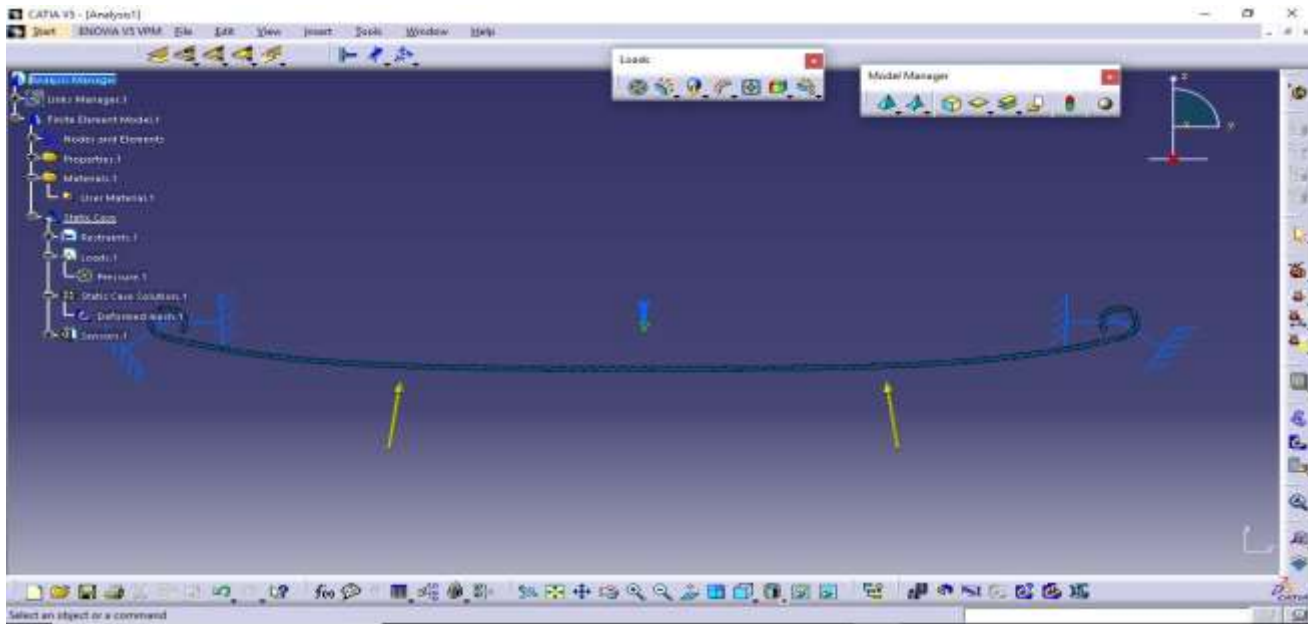 CATIA V5 - [Analysis1]
Start ENOVIA V5 VPM File Edit View Insert Tools Window Help
Loads
Model Manager
Analysis Manager
Links Manager.1
Finite Element Model.1
Nodes and Elements
Properties.1
Materials.1
User Material.1
Static Case
Restraints.1
Loads.1
Pressure.1
Static Case Solution.1
Deformed mesh.1
Sensors.1
Select an object or a command